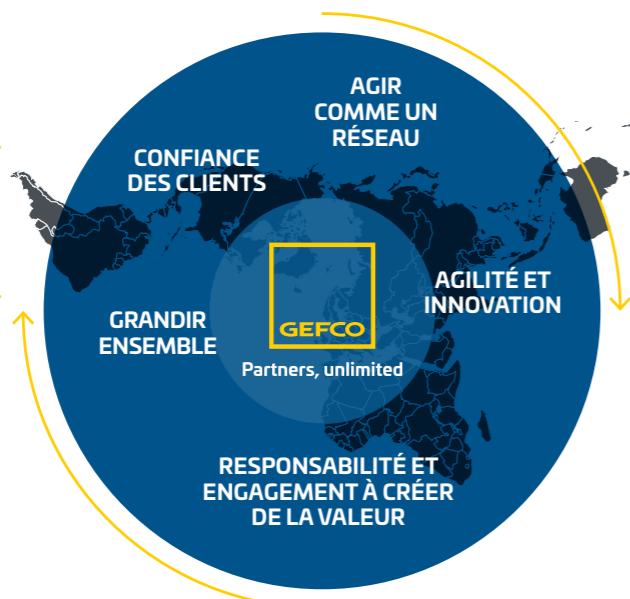 AGIR
COMME UN
RÉSEAU
CONFIANCE
DES CLIENTS
AGILITÉ ET
INNOVATION
GRANDIR
ENSEMBLE
GEFCO
Partners, unlimited
RESPONSABILITÉ ET
ENGAGEMENT À CRÉER
DE LA VALEUR